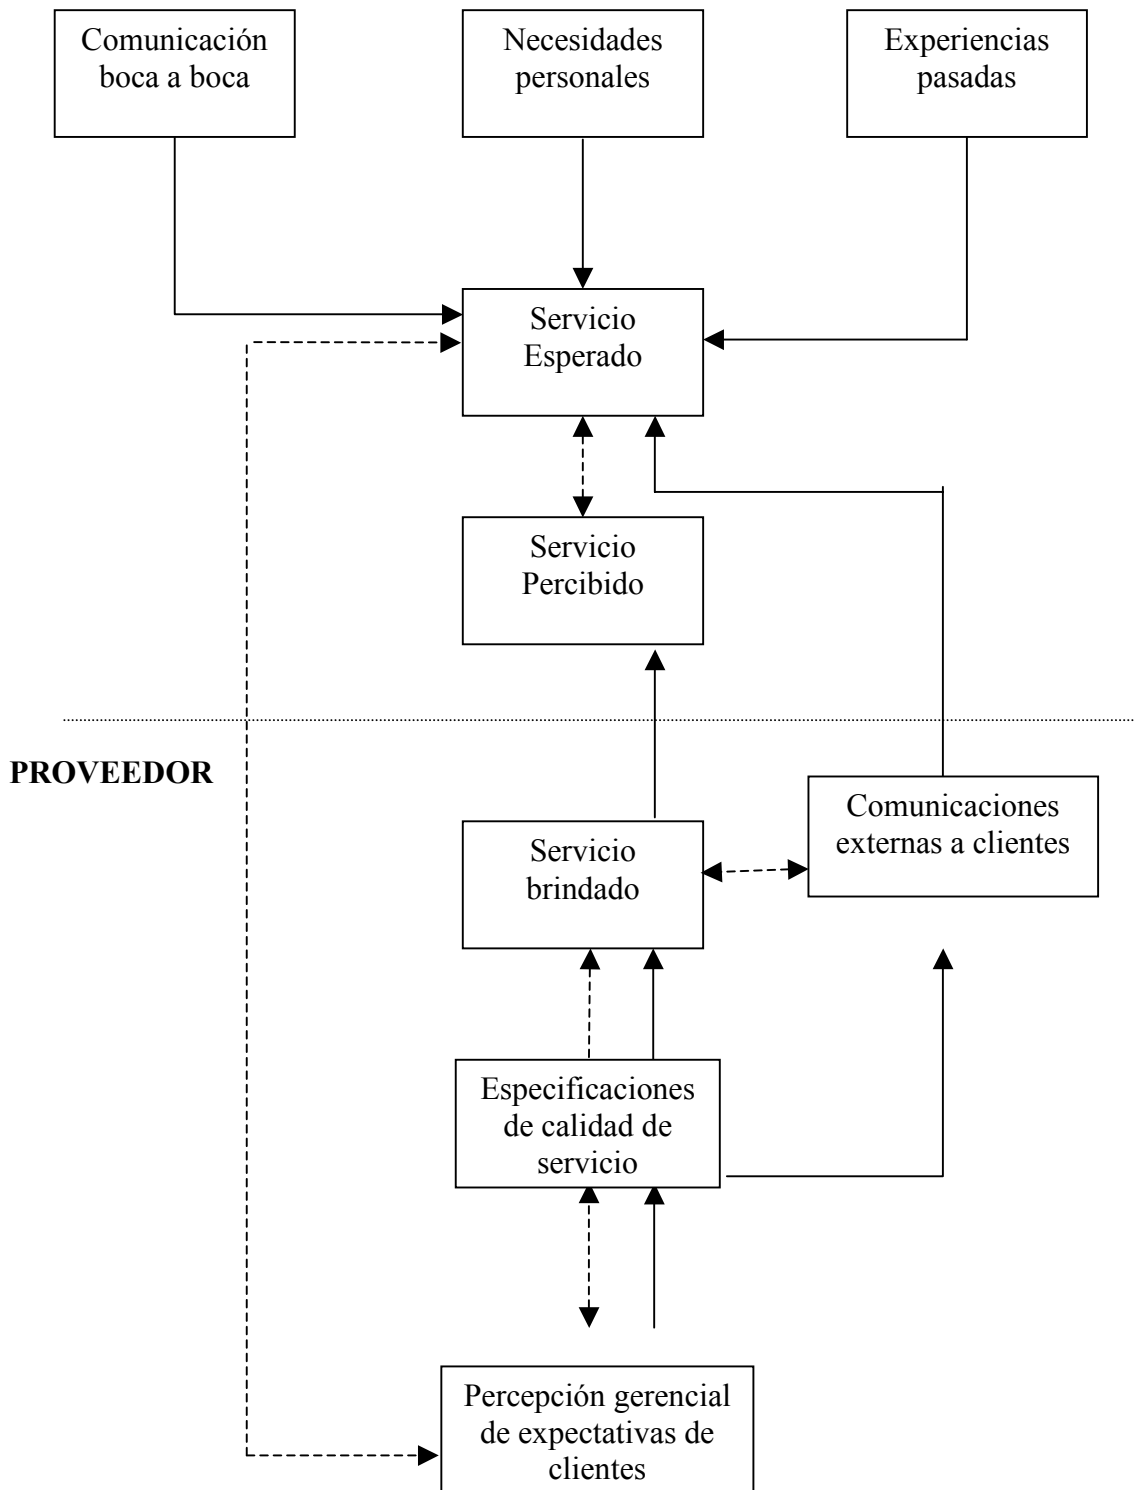 Comunicación
boca a boca
Necesidades
personales
Experiencias
pasadas
Servicio
Esperado
Servicio
Percibido
PROVEEDOR
Comunicaciones
externas a clientes
Servicio
brindado
Especificaciones
de calidad de
servicio
Percepción gerencial
de expectativas de
clientes